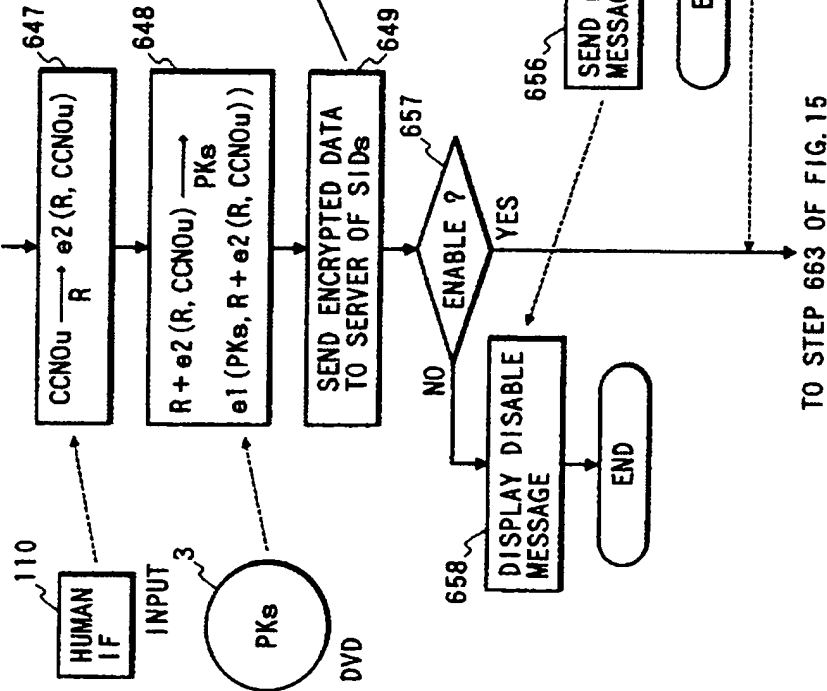 647
CCNOu → e2(R, CCNOu)
R
110
HUMAN
IF
INPUT
648
R+e2(R, CCNOu) →
PKs
e1(PKs, R+e2(R, CCNOu))
3
PKs
DVD
649
SEND ENCRYPTED DATA
TO SERVER OF SIDs
657
ENABLE ?
NO
YES
656
SEND
MESSAG
E
658
DISPLAY DISABLE
MESSAGE
END
TO STEP 663 OF FIG. 15